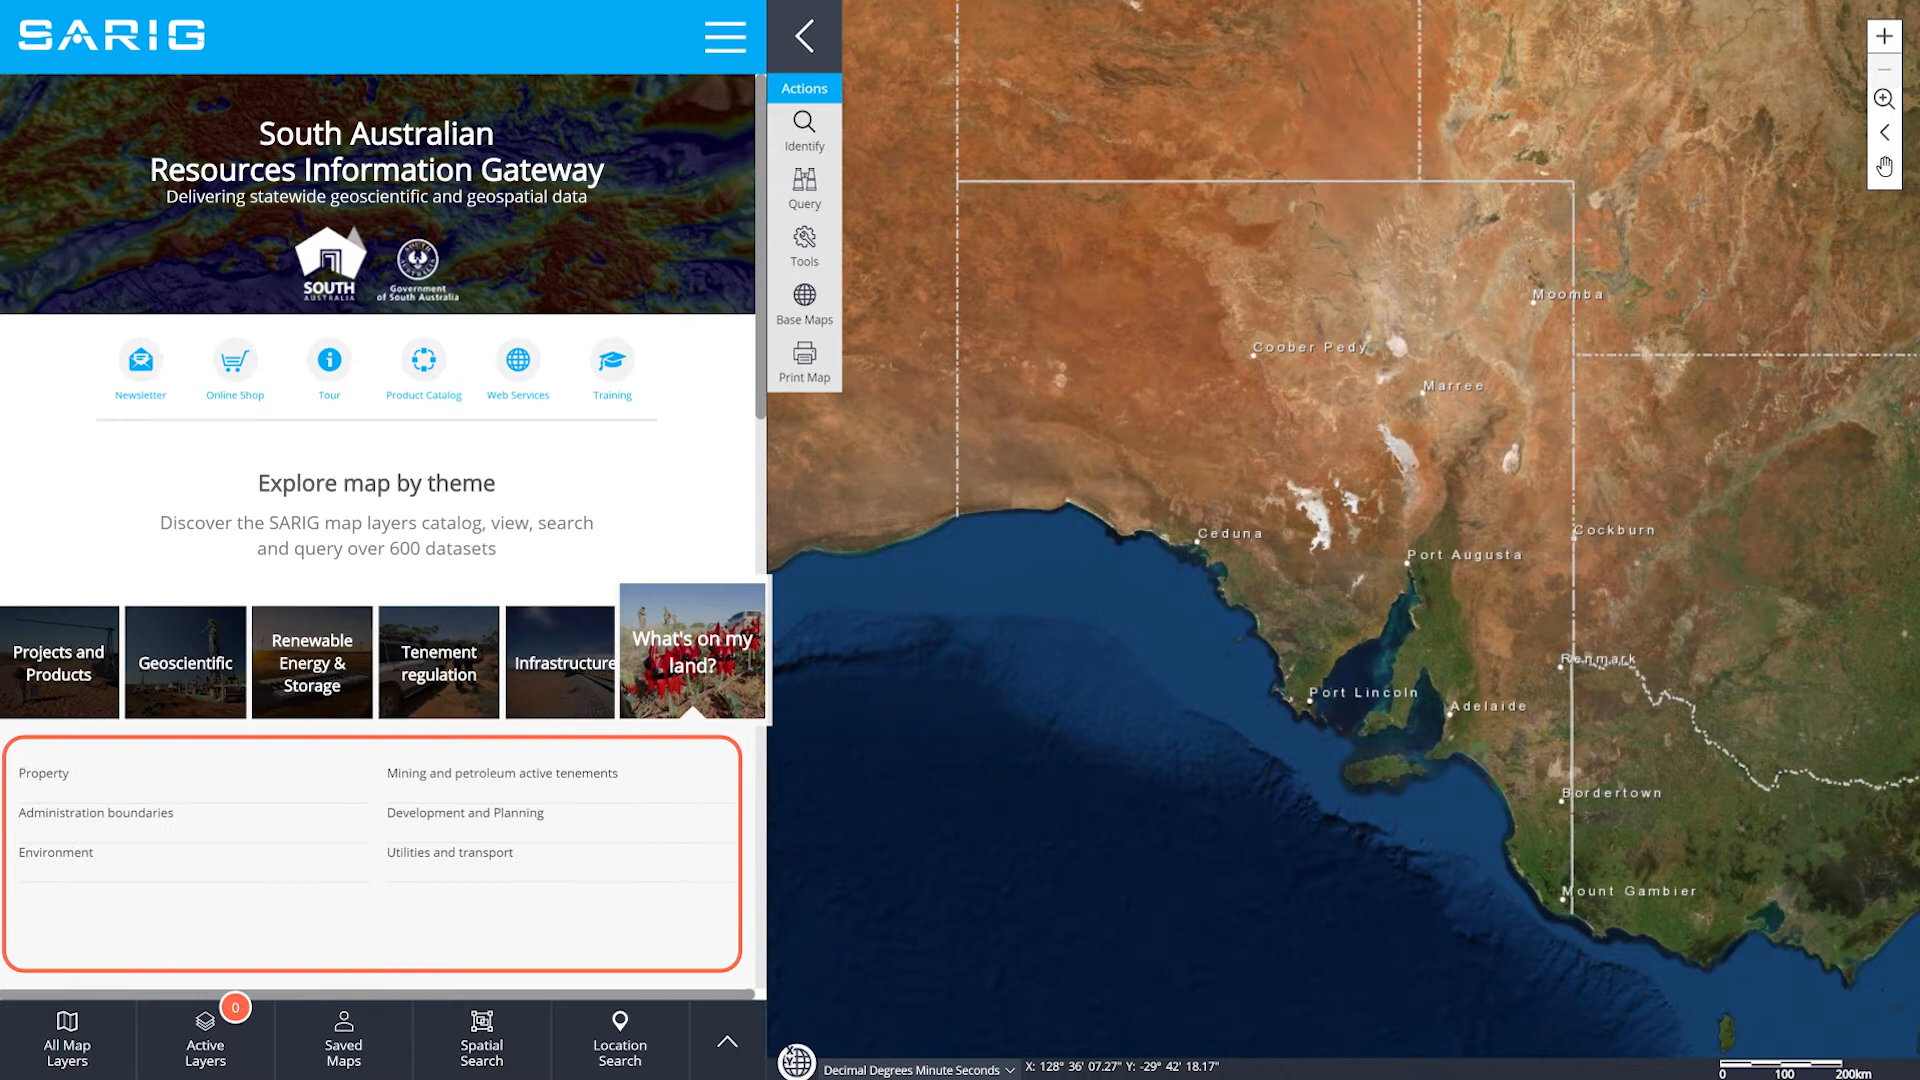 SARIG
South Australian
Resources Information Gateway
Delivering statewide geoscientific and geospatial data
SOUTH
AUSTRALIA
Government
of South Australia
Newsletter
Online Shop
Tour
Product Catalog
Web Services
Training
Explore map by theme
Discover the SARIG map layers catalog, view, search
and query over 600 datasets
Projects and
Products
Geoscientific
Renewable
Energy &
Storage
Tenement
regulation
Infrastructure
What's on my
land?
Property
Mining and petroleum active tenements
Administration boundaries
Development and Planning
Environment
Utilities and transport
All Map
Layers
0
Active
Layers
Saved
Maps
Spatial
Search
Location
Search
Actions
Identify
Query
Tools
Base Maps
Print Map
Moomba
Coober Pedy
Marree
Ceduna
Cockburn
Port Augusta
Renmark
Port Lincoln
Adelaide
Bordertown
Mount Gambier
Decimal Degrees Minute Seconds
X: 128° 36' 07.27" Y: -29° 42' 18.17"
0 100 200km